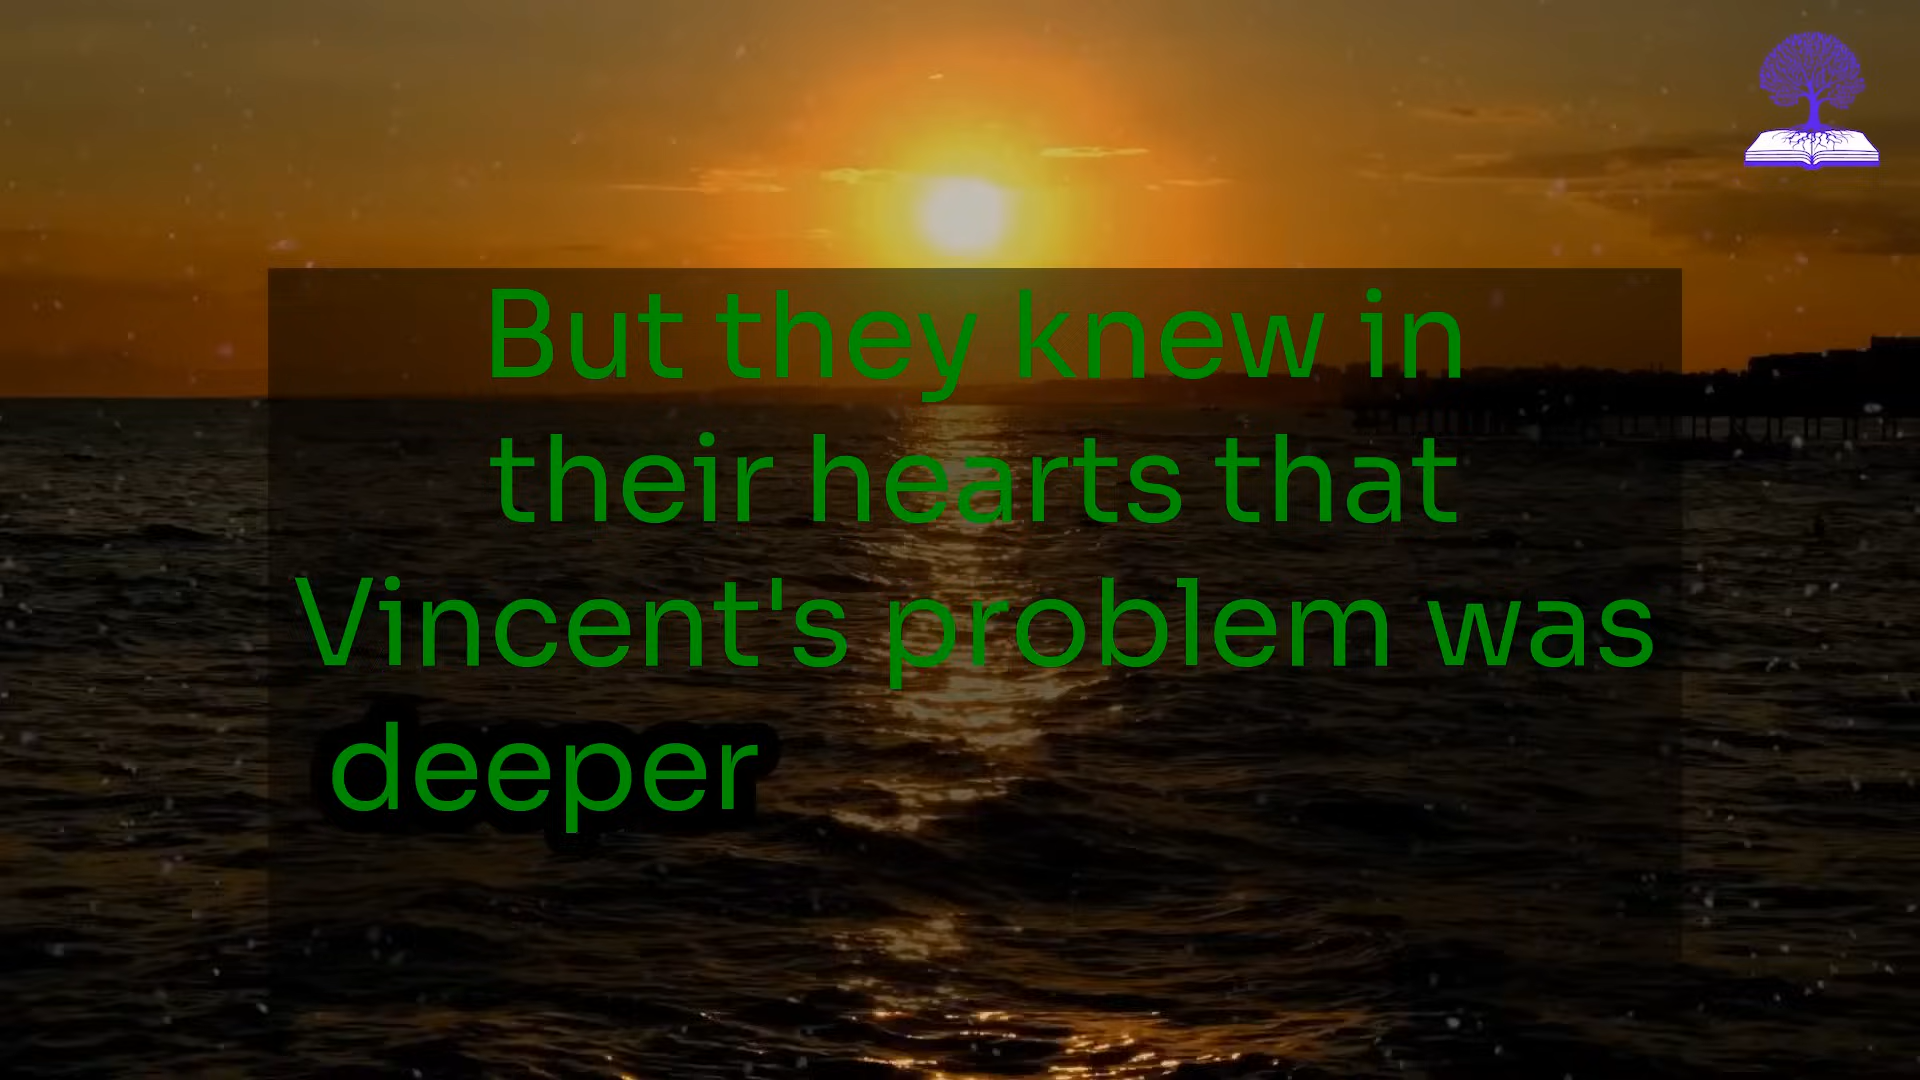 But they knew in
their hearts that
Vincent's problem was
deeper